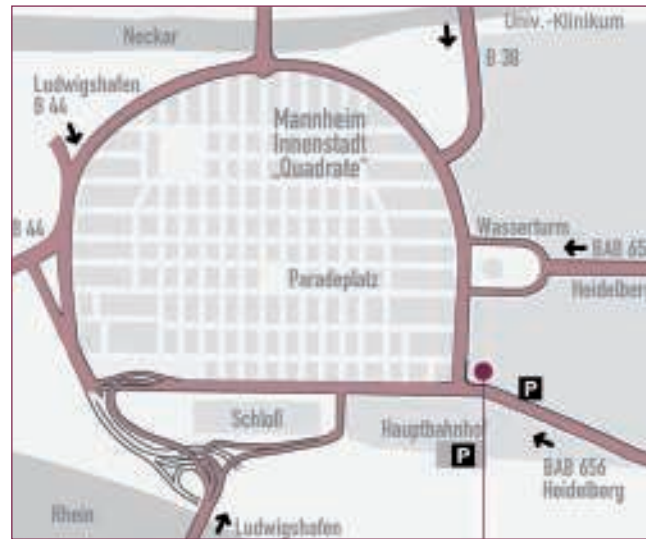 Neckar
Univ.-Klinikum
B 38
Ludwigshafen
B 44
Mannheim
Innenstadt
„Quadrate“
B 44
Wasserturm
BAB 65
Heidelberg
Paradeplatz
P
Schloß
Hauptbahnhof
P
BAB 656
Heidelberg
Rhein
Ludwigshafen